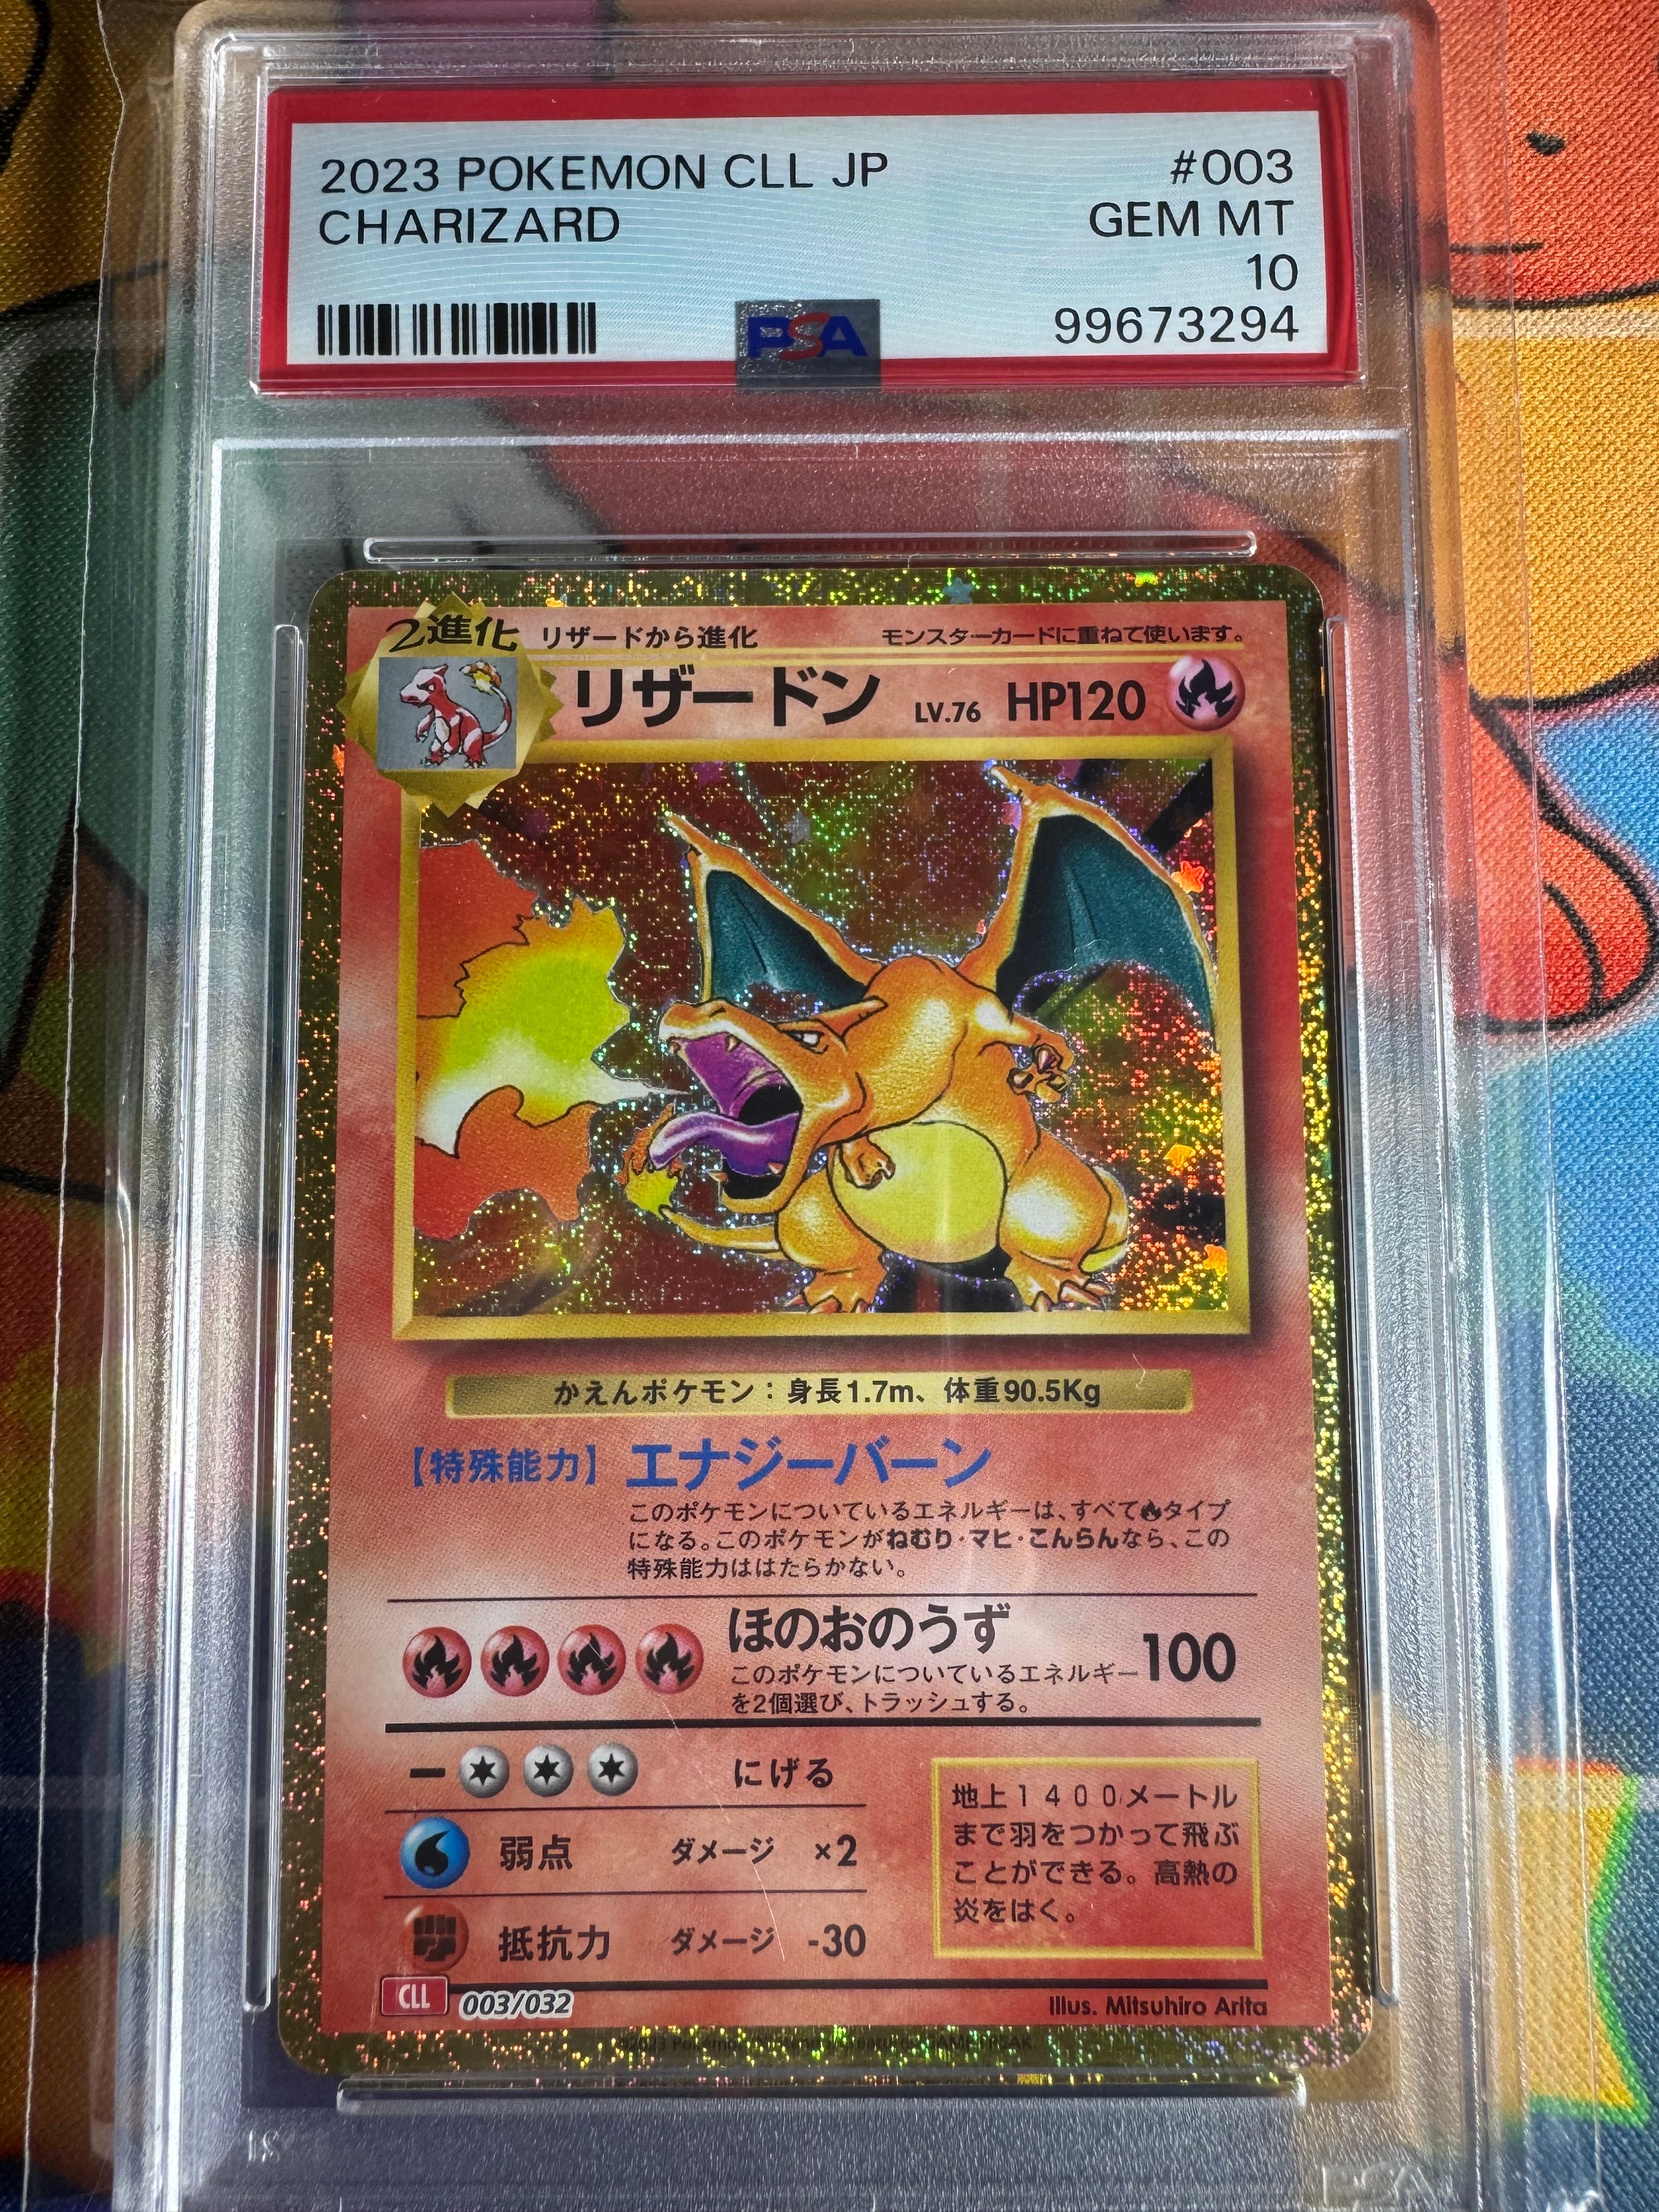 2023 POKEMON CLL JP #003
CHARIZARD GEM MT
10
PSA 99673294
2進化 リザードから進化 モンスターカードに重ねて使います。
リザードン LV.76 HP120
かえんポケモン：身長1.7m、体重90.5Kg
【特殊能力】 エナジーバーン
このポケモンについているエネルギーは、すべて🔥タイプ
になる。このポケモンがねむり・マヒ・こんらんなら、この
特殊能力ははたらかない。
ほのおのうず 100
このポケモンについているエネルギー
を2個選び、トラッシュする。
にげる
弱点 ダメージ ×2
抵抗力 ダメージ -30
地上1400メートル
まで羽をつかって飛ぶ
ことができる。高熱の
炎をはく。
CLL 003/032 Illus. Mitsuhiro Arita